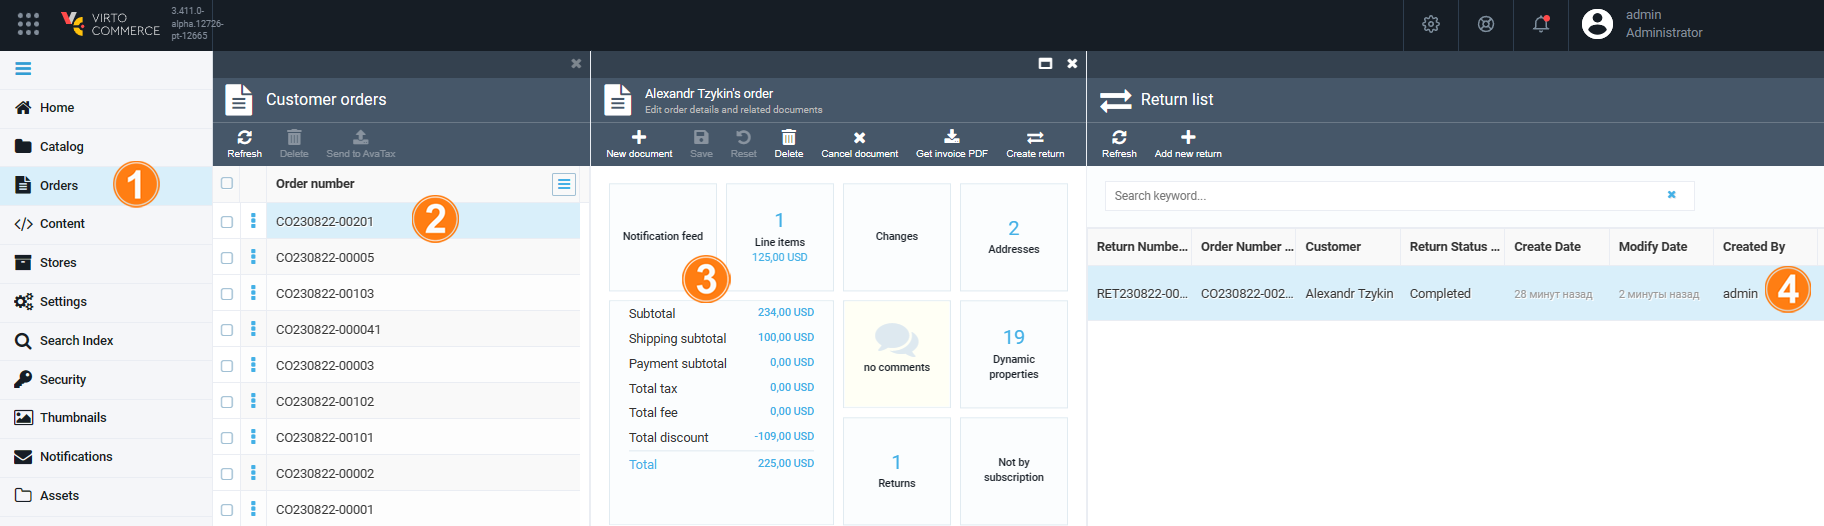 VIRTO
COMMERCE
3.411.0-
alpha.12726-
pt-12665
admin
Administrator
Home
Catalog
Orders
1
Content
Stores
Settings
Search Index
Security
Thumbnails
Notifications
Assets
Customer orders
Refresh
Delete
Send to AvaTax
Order number
CO230822-00201
2
CO230822-00005
CO230822-00103
CO230822-000041
CO230822-00003
CO230822-00102
CO230822-00101
CO230822-00002
CO230822-00001
Alexandr Tzykin's order
Edit order details and related documents
New document
Save
Reset
Delete
Cancel document
Get invoice PDF
Create return
Notification feed
1
Line items
125,00 USD
3
Changes
2
Addresses
Subtotal 234,00 USD
Shipping subtotal 100,00 USD
Payment subtotal 0,00 USD
Total tax 0,00 USD
Total fee 0,00 USD
Total discount -109,00 USD
Total 225,00 USD
no comments
19
Dynamic
properties
1
Returns
Not by
subscription
Return list
Refresh
Add new return
Search keyword...
Return Numbe... Order Number ... Customer Return Status ... Create Date Modify Date Created By
RET230822-00... CO230822-002... Alexandr Tzykin Completed 28 минут назад 2 минуты назад admin
4